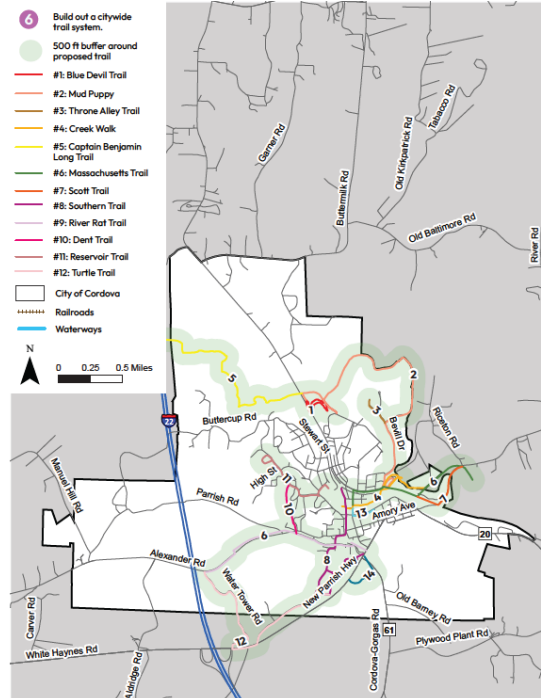 6
Build out a citywide
trail system.
500 ft buffer around
proposed trail
#1: Blue Devil Trail
#2: Mud Puppy
#3: Throne Alley Trail
#4: Creek Walk
#5: Captain Benjamin
Long Trail
#6: Massachusetts Trail
#7: Scott Trail
#8: Southern Trail
#9: River Rat Trail
#10: Dent Trail
#11: Reservoir Trail
#12: Turtle Trail
City of Cordova
Railroads
Waterways
N
0 0.25 0.5 Miles
Garner Rd
Buttermilk Rd
Old Kirkpatrick Rd
Tabacco Rd
Old Baltimore Rd
River Rd
5
1
2
3
Bevill Dr
Riceton Rd
22
Buttercup Rd
Stewart St
Manuel Hill Rd
High St
11
Parrish Rd
10
4
13
Amory Ave
6
7
20
6
Alexander Rd
8
New Parrish Hwy
14
Water Tower Rd
12
Old Barney Rd
61
Plywood Plant Rd
Cordova-Gorgas Rd
Carver Rd
White Haynes Rd
Aldridge Rd